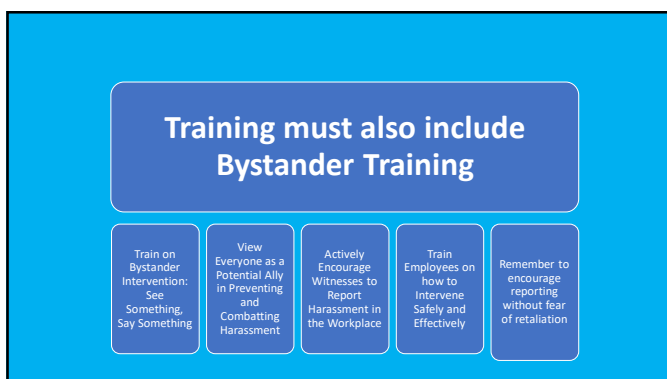 Training must also include
Bystander Training
Train on
Bystander
Intervention:
See
Something,
Say Something
View
Everyone as a
Potential Ally
in Preventing
and
Combatting
Harassment
Actively
Encourage
Witnesses to
Report
Harassment in
the Workplace
Train
Employees on
how to
Intervene
Safely and
Effectively
Remember to
encourage
reporting
without fear
of retaliation